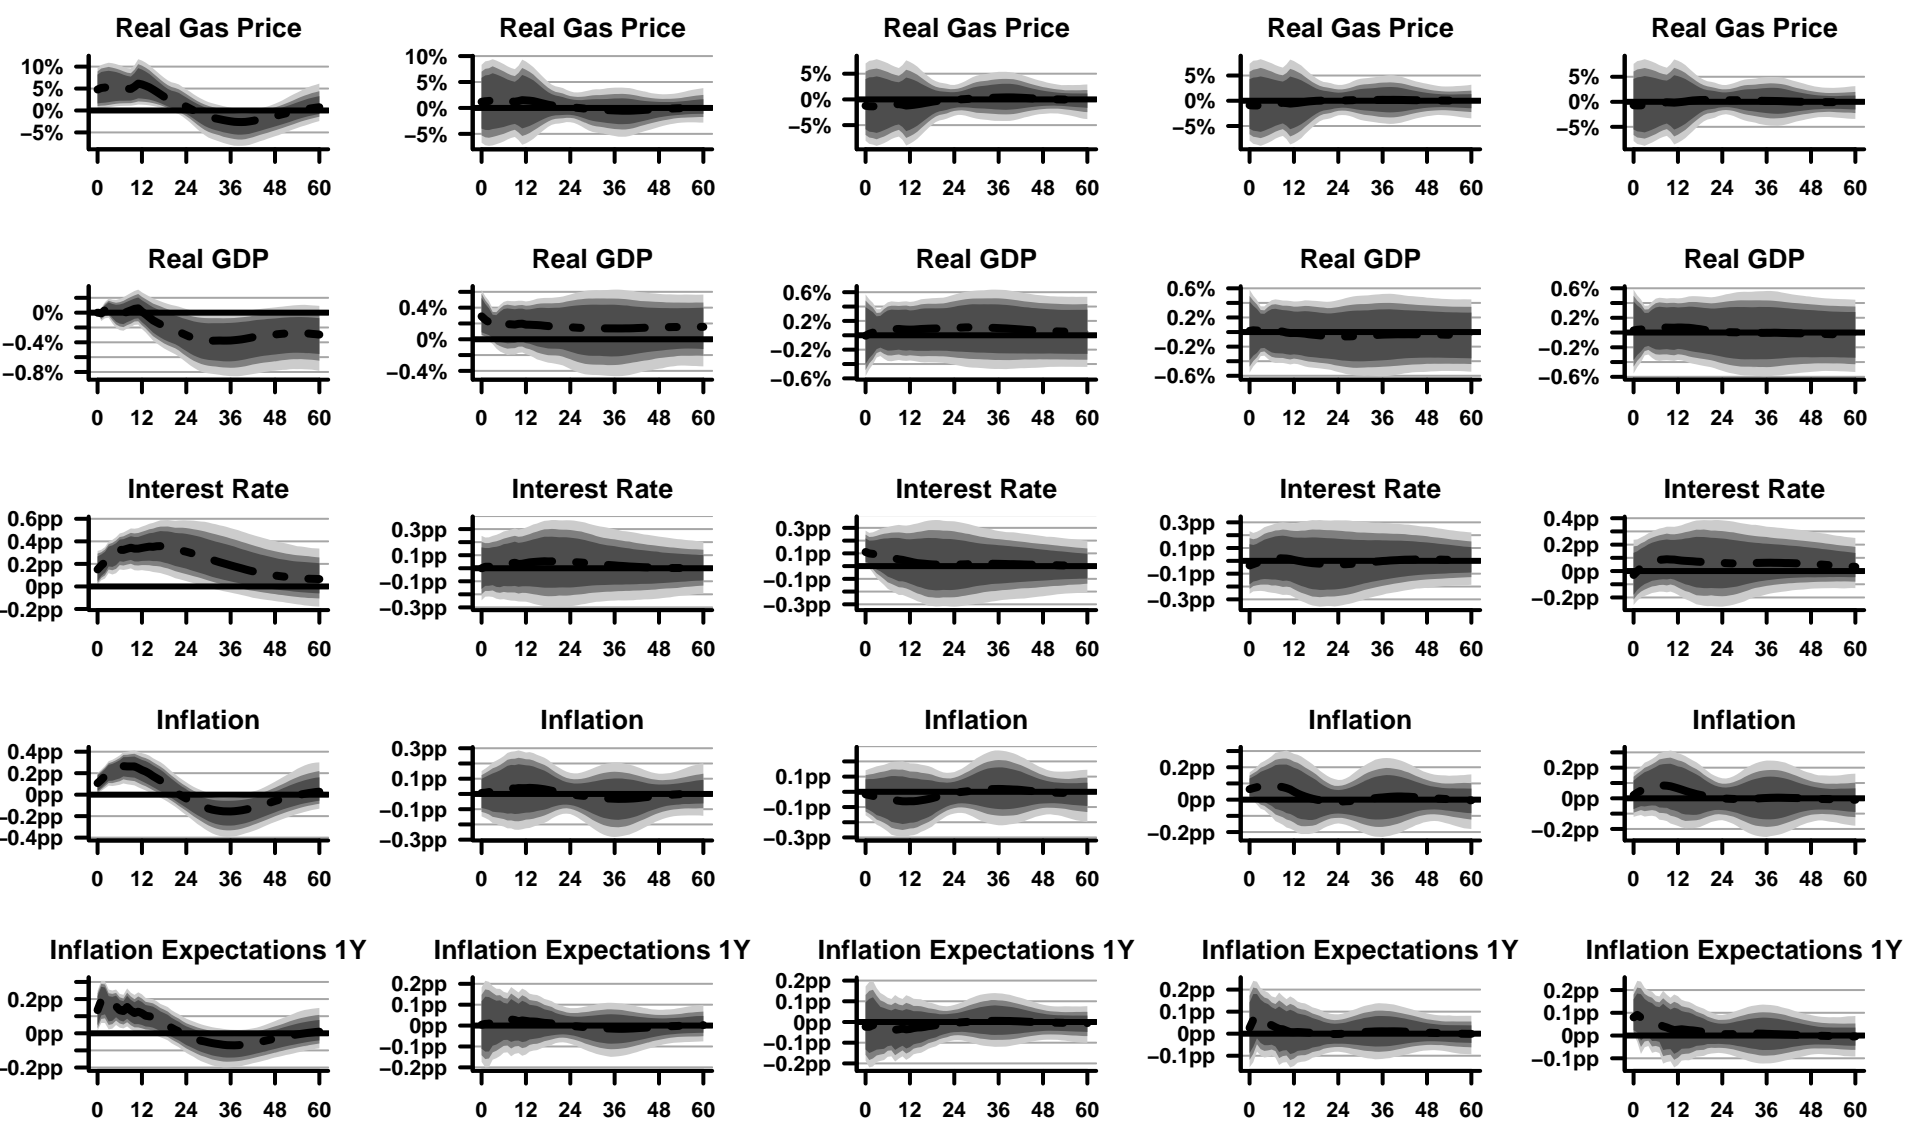 Real Gas Price Real Gas Price Real Gas Price Real Gas Price Real Gas Price
10% 5% 0% −5% 10% 5% 0% −5% 5% 0% −5% 5% 0% −5% 5% 0% −5%
0 12 24 36 48 60 0 12 24 36 48 60 0 12 24 36 48 60 0 12 24 36 48 60 0 12 24 36 48 60
Real GDP Real GDP Real GDP Real GDP Real GDP
0% −0.4% −0.8% 0.4% 0% −0.4% 0.6% 0.2% −0.2% −0.6% 0.6% 0.2% −0.2% −0.6% 0.6% 0.2% −0.2% −0.6%
0 12 24 36 48 60 0 12 24 36 48 60 0 12 24 36 48 60 0 12 24 36 48 60 0 12 24 36 48 60
Interest Rate Interest Rate Interest Rate Interest Rate Interest Rate
0.6pp 0.4pp 0.2pp 0pp −0.2pp 0.3pp 0.1pp −0.1pp −0.3pp 0.3pp 0.1pp −0.1pp −0.3pp 0.3pp 0.1pp −0.1pp −0.3pp 0.4pp 0.2pp 0pp −0.2pp
0 12 24 36 48 60 0 12 24 36 48 60 0 12 24 36 48 60 0 12 24 36 48 60 0 12 24 36 48 60
Inflation Inflation Inflation Inflation Inflation
0.4pp 0.2pp 0pp −0.2pp −0.4pp 0.3pp 0.1pp −0.1pp −0.3pp 0.1pp −0.1pp −0.3pp 0.2pp 0pp −0.2pp 0.2pp 0pp −0.2pp
0 12 24 36 48 60 0 12 24 36 48 60 0 12 24 36 48 60 0 12 24 36 48 60 0 12 24 36 48 60
Inflation Expectations 1Y Inflation Expectations 1Y Inflation Expectations 1Y Inflation Expectations 1Y Inflation Expectations 1Y
0.2pp 0pp −0.2pp 0.2pp 0.1pp 0pp −0.1pp −0.2pp 0.2pp 0.1pp 0pp −0.1pp −0.2pp 0.2pp 0.1pp 0pp −0.1pp 0.2pp 0.1pp 0pp −0.1pp
0 12 24 36 48 60 0 12 24 36 48 60 0 12 24 36 48 60 0 12 24 36 48 60 0 12 24 36 48 60